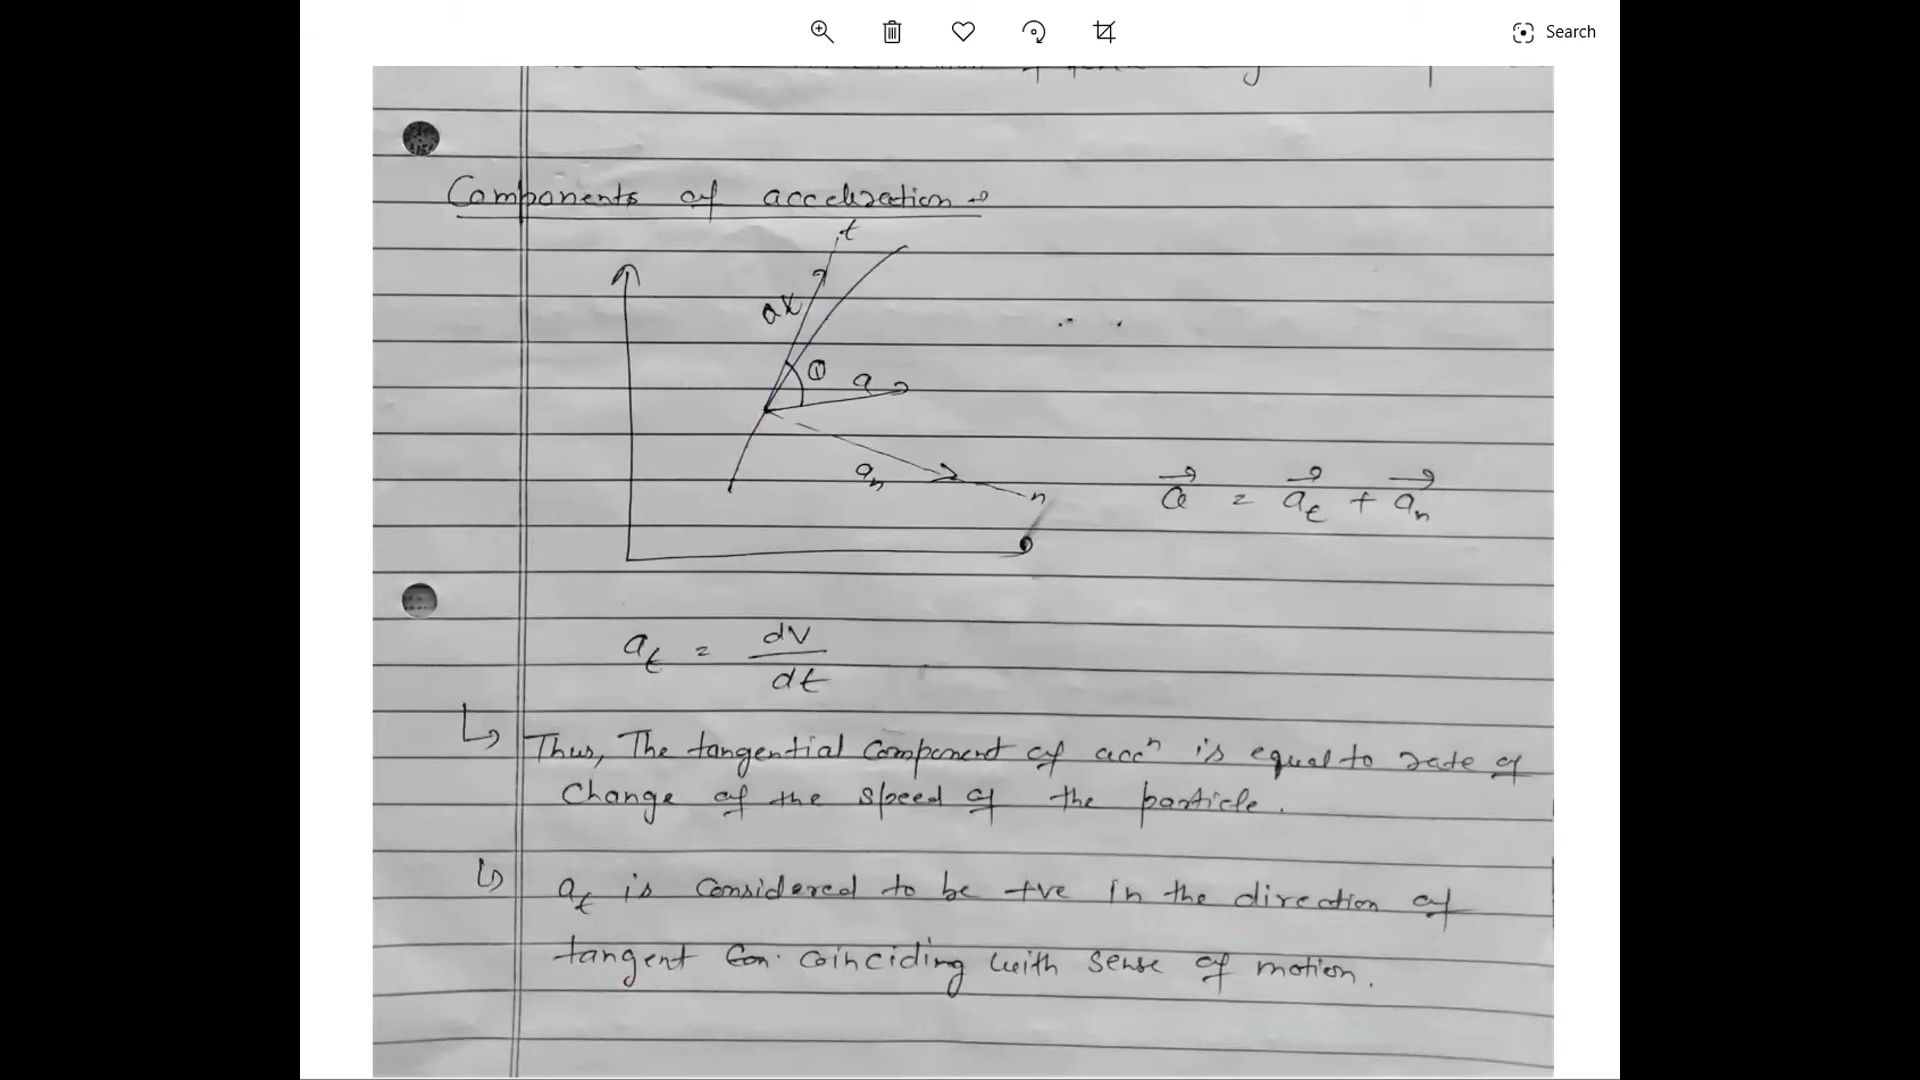 Search
Components of acceleration →
t
at
θ
a
an
n
a = at + an
at = dv
dt
Thus, The tangential component of accn is equal to rate of
Change of the speed of the particle.
at is Considered to be +ve in the direction of
tangent coinciding with sense of motion.